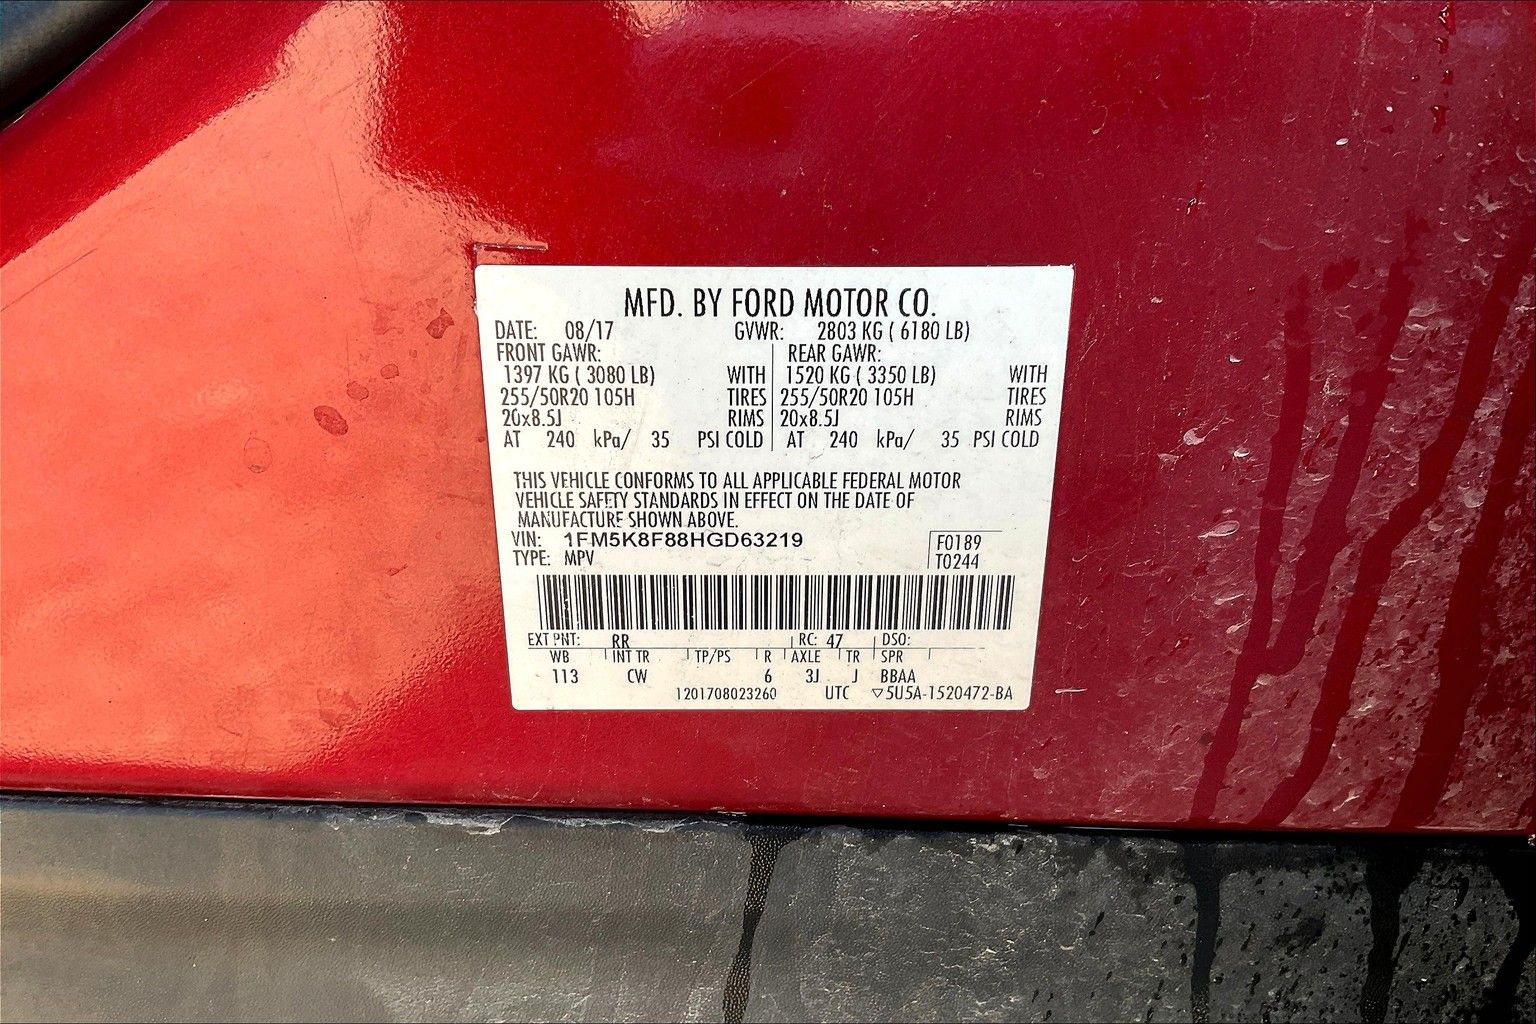 MFD. BY FORD MOTOR CO.
DATE: 08/17 GVWR: 2803 KG ( 6180 LB)
FRONT GAWR: REAR GAWR:
1397 KG ( 3080 LB) WITH 1520 KG ( 3350 LB) WITH
255/50R20 105H TIRES 255/50R20 105H TIRES
20x8.5J RIMS 20x8.5J RIMS
AT 240 kPa/ 35 PSI COLD AT 240 kPa/ 35 PSI COLD
THIS VEHICLE CONFORMS TO ALL APPLICABLE FEDERAL MOTOR
VEHICLE SAFETY STANDARDS IN EFFECT ON THE DATE OF
MANUFACTURE SHOWN ABOVE.
VIN: 1FM5K8F88HGD63219 F0189
TYPE: MPV T0244
EXT PNT: RR RC: 47 DSO:
WB INT TR TP/PS R AXLE TR SPR
113 CW 6 3J J BBAA
1201708023260 UTC ▽5U5A-1520472-BA